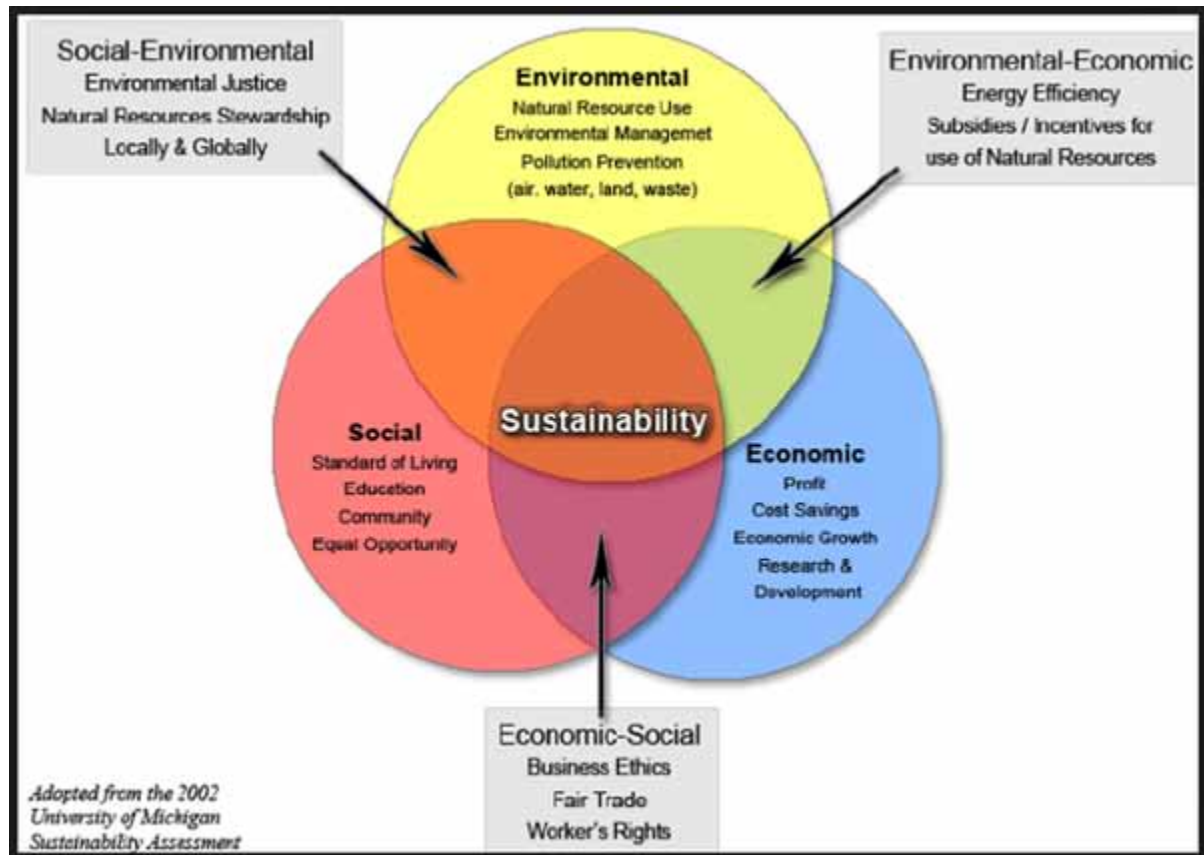 Social-Environmental
Environmental Justice
Natural Resources Stewardship
Locally & Globally
Environmental
Natural Resource Use
Environmental Managemet
Pollution Prevention
(air. water, land, waste)
Environmental-Economic
Energy Efficiency
Subsidies / Incentives for
use of Natural Resources
Sustainability
Social
Standard of Living
Education
Community
Equal Opportunity
Economic
Profit
Cost Savings
Economic Growth
Research &
Development
Economic-Social
Business Ethics
Fair Trade
Worker's Rights
Adopted from the 2002
University of Michigan
Sustainability Assessment